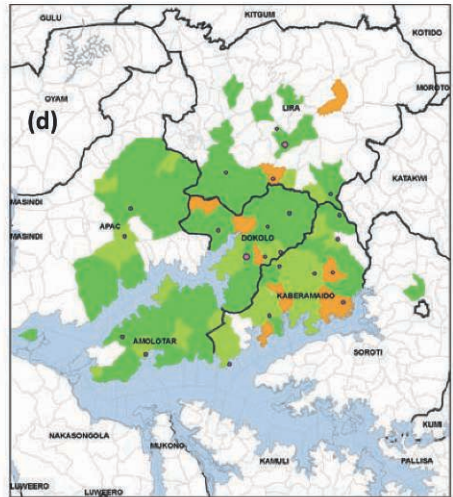 GULU
KITGUM
KOTIDO
OYAM
MOROTO
LIRA
(d)
KATAKWI
MASINDI
APAC
MASINDI
DOKOLO
KABERAMAIDO
AMOLOTAR
SOROTI
KUMI
NAKASONGOLA
MUKONO
KAMULI
PALLISA
LUWEERO
LUWEERO